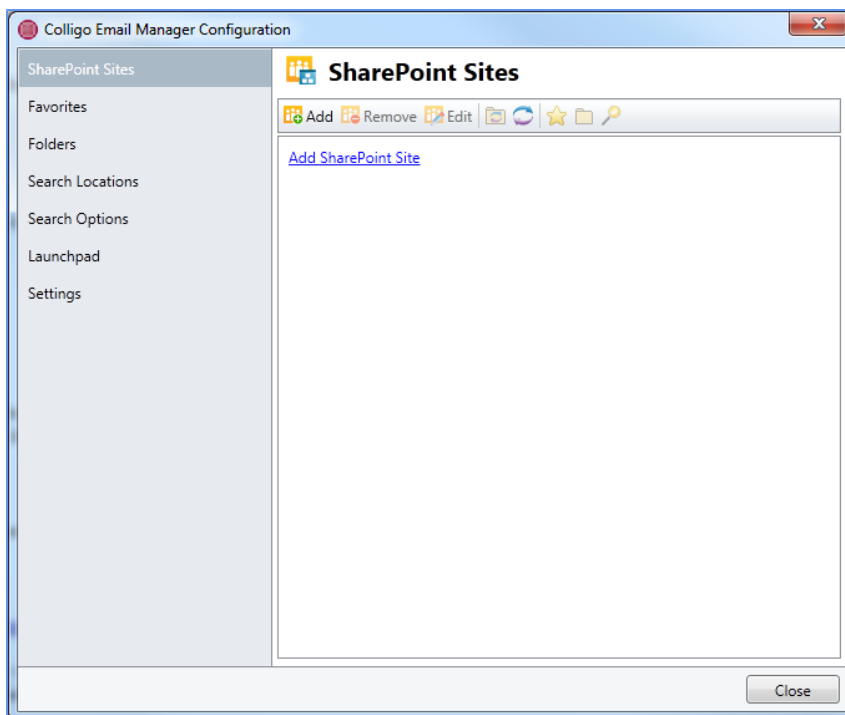 Colligo Email Manager Configuration
x
SharePoint Sites
Favorites
Folders
Search Locations
Search Options
Launchpad
Settings
SharePoint Sites
Add Remove Edit
Add SharePoint Site
Close